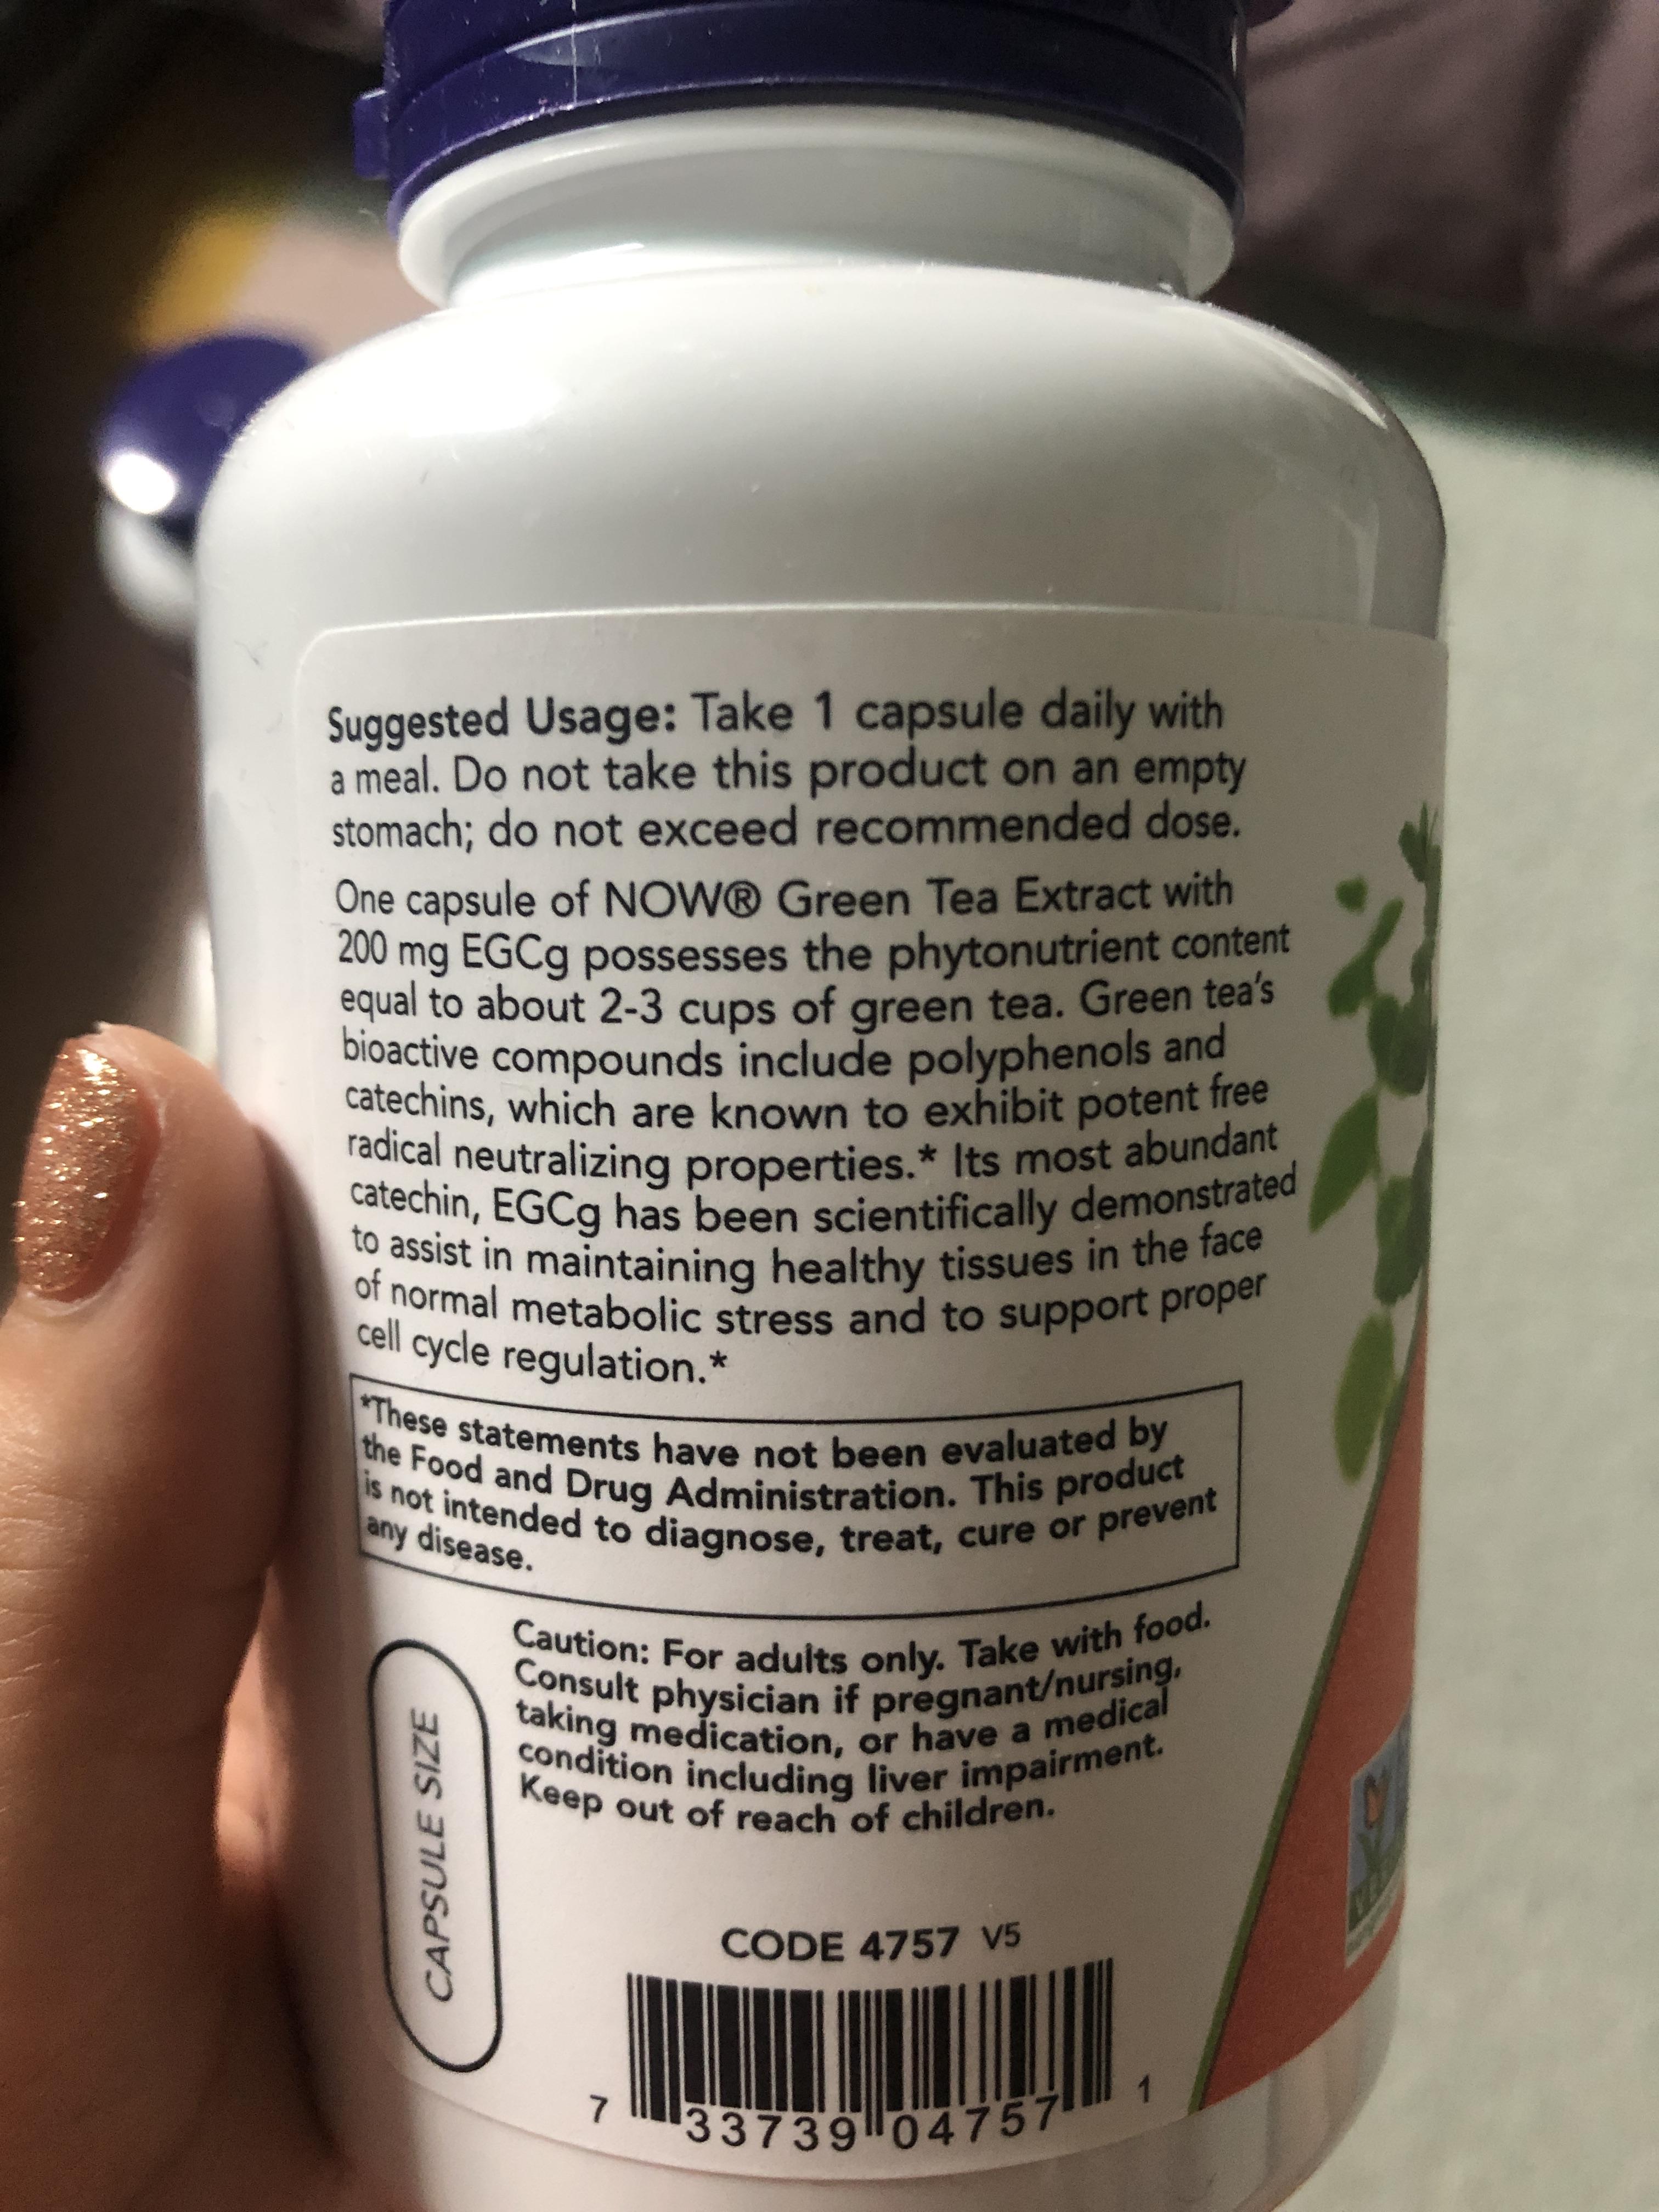 Suggested Usage: Take 1 capsule daily with
a meal. Do not take this product on an empty
stomach; do not exceed recommended dose.
One capsule of NOW® Green Tea Extract with
200 mg EGCg possesses the phytonutrient content
equal to about 2-3 cups of green tea. Green tea's
bioactive compounds include polyphenols and
catechins, which are known to exhibit potent free
radical neutralizing properties.* Its most abundant
catechin, EGCg has been scientifically demonstrated
to assist in maintaining healthy tissues in the face
of normal metabolic stress and to support proper
cell cycle regulation.*
*These statements have not been evaluated by
the Food and Drug Administration. This product
is not intended to diagnose, treat, cure or prevent
any disease.
Caution: For adults only. Take with food.
Consult physician if pregnant/nursing,
taking medication, or have a medical
condition including liver impairment.
Keep out of reach of children.
CAPSULE SIZE
CODE 4757 V5
7 33739 04757 1